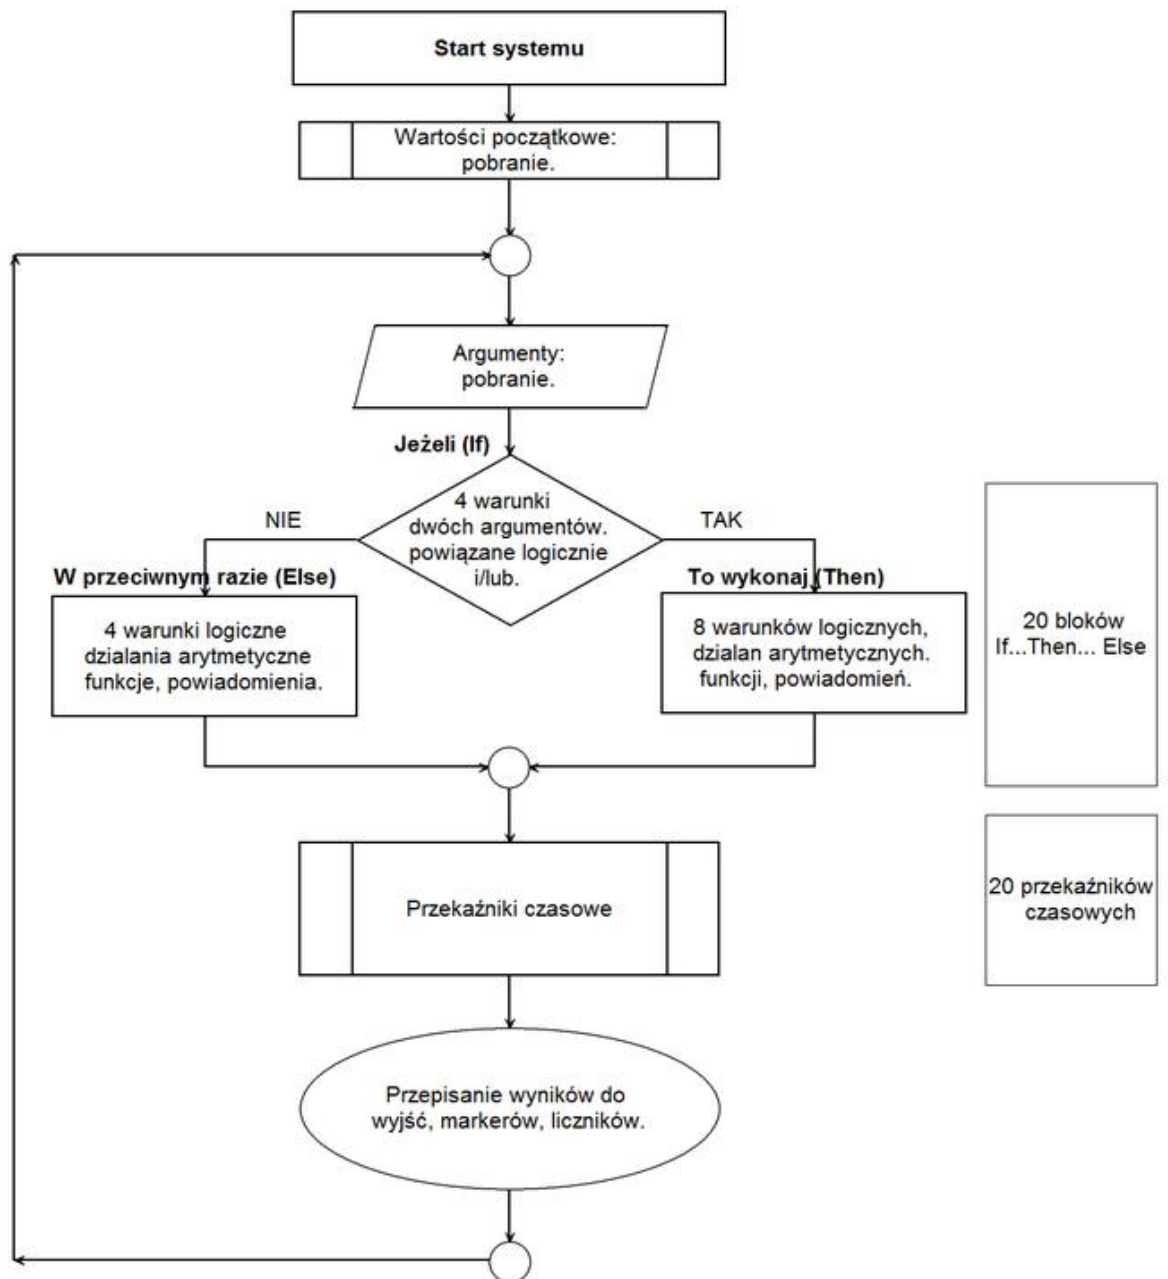 Start systemu
Wartości początkowe:
pobranie.
Argumenty:
pobranie.
Jeżeli (If)
4 warunki
dwóch argumentów.
powiązane logicznie
i/lub.
NIE
TAK
W przeciwnym razie (Else)
To wykonaj (Then)
4 warunki logiczne
dzialania arytmetyczne
funkcje, powiadomienia.
8 warunków logicznych,
dzialan arytmetycznych.
funkcji, powiadomień.
20 bloków
If...Then... Else
Przekaźniki czasowe
20 przekaźników
czasowych
Przepisanie wyników do
wyjść, markerów, liczników.